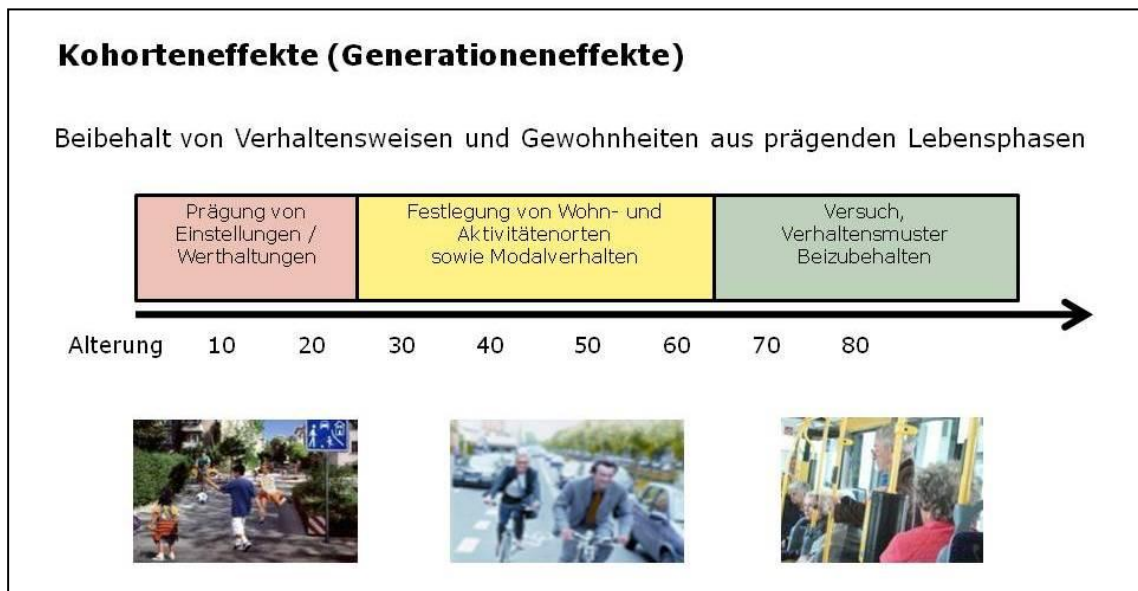 Kohorteneffekte (Generationeneffekte)
Beibehalt von Verhaltensweisen und Gewohnheiten aus prägenden Lebensphasen
Prägung von
Einstellungen /
Werthaltungen
Festlegung von Wohn- und
Aktivitätenorten
sowie Modalverhalten
Versuch,
Verhaltensmuster
Beizubehalten
Alterung 10 20 30 40 50 60 70 80